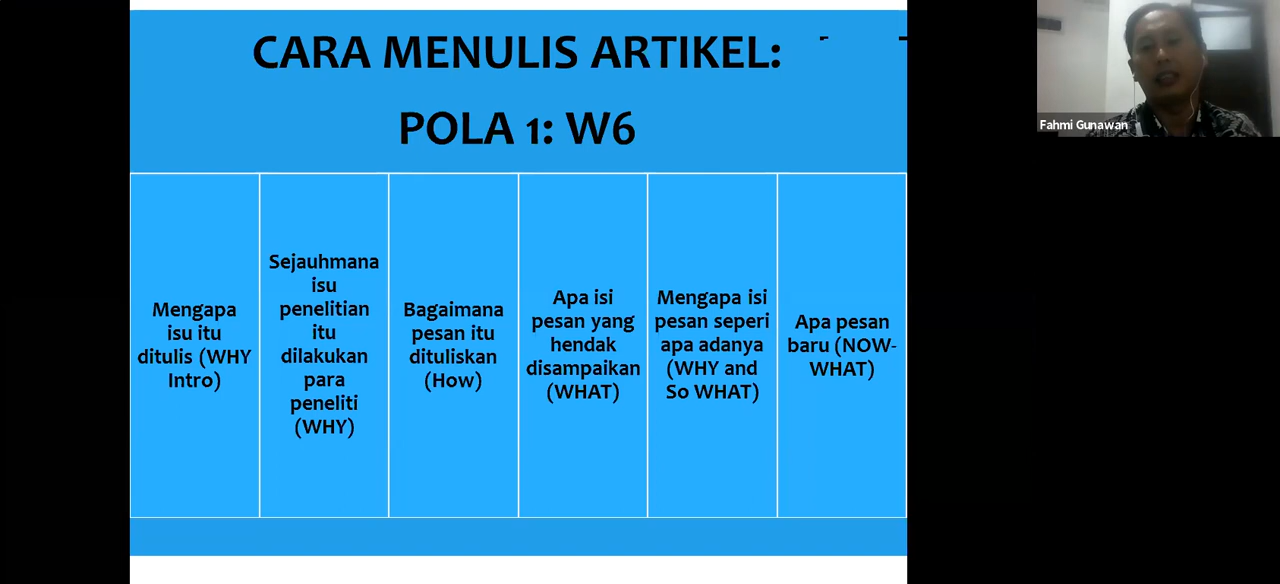 CARA MENULIS ARTIKEL:
POLA 1: W6
Mengapa
isu itu
ditulis (WHY
Intro)
Sejauhmana
isu
penelitian
itu
dilakukan
para
peneliti
(WHY)
Bagaimana
pesan itu
dituliskan
(How)
Apa isi
pesan yang
hendak
disampaikan
(WHAT)
Mengapa isi
pesan seperi
apa adanya
(WHY and
So WHAT)
Apa pesan
baru (NOW-
WHAT)
Fahmi Gunawan